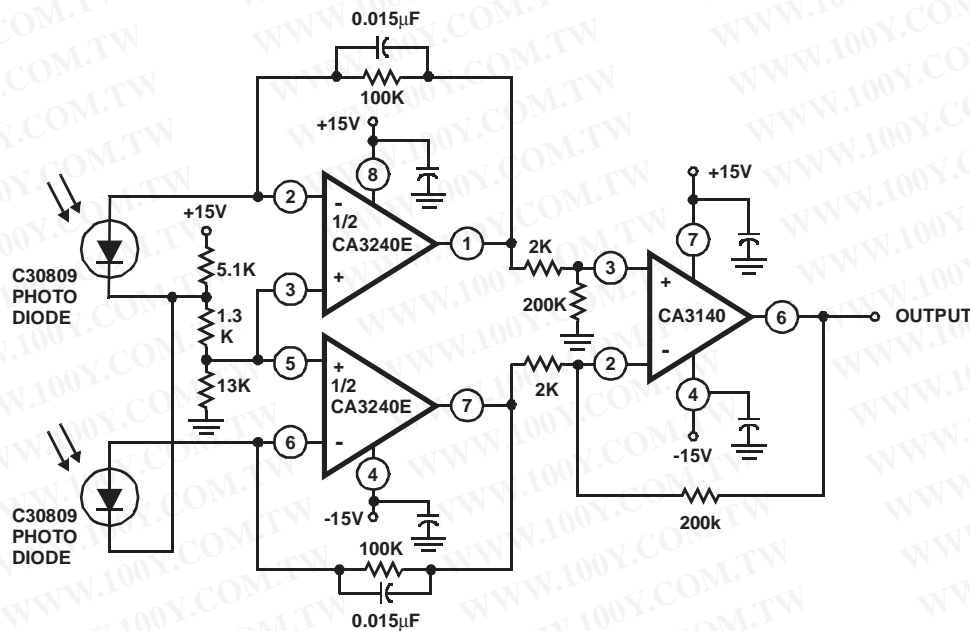 0.015μF
100K
+15V
8
2
-
1/2
CA3240E
+
1
3
+15V
5.1K
C30809
PHOTO
DIODE
1.3
K
13K
5
+
1/2
CA3240E
-
7
6
4
-15V
100K
0.015μF
C30809
PHOTO
DIODE
2K
200K
3
+15V
7
+
CA3140
-
6
OUTPUT
2K
2
4
-15V
200k
WWW.100Y.COM.TW